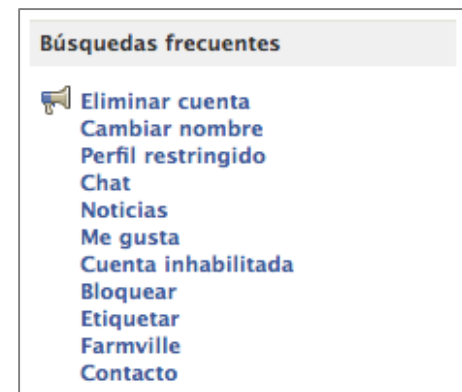 Búsquedas frecuentes
Eliminar cuenta
Cambiar nombre
Perfil restringido
Chat
Noticias
Me gusta
Cuenta inhabilitada
Bloquear
Etiquetar
Farmville
Contacto